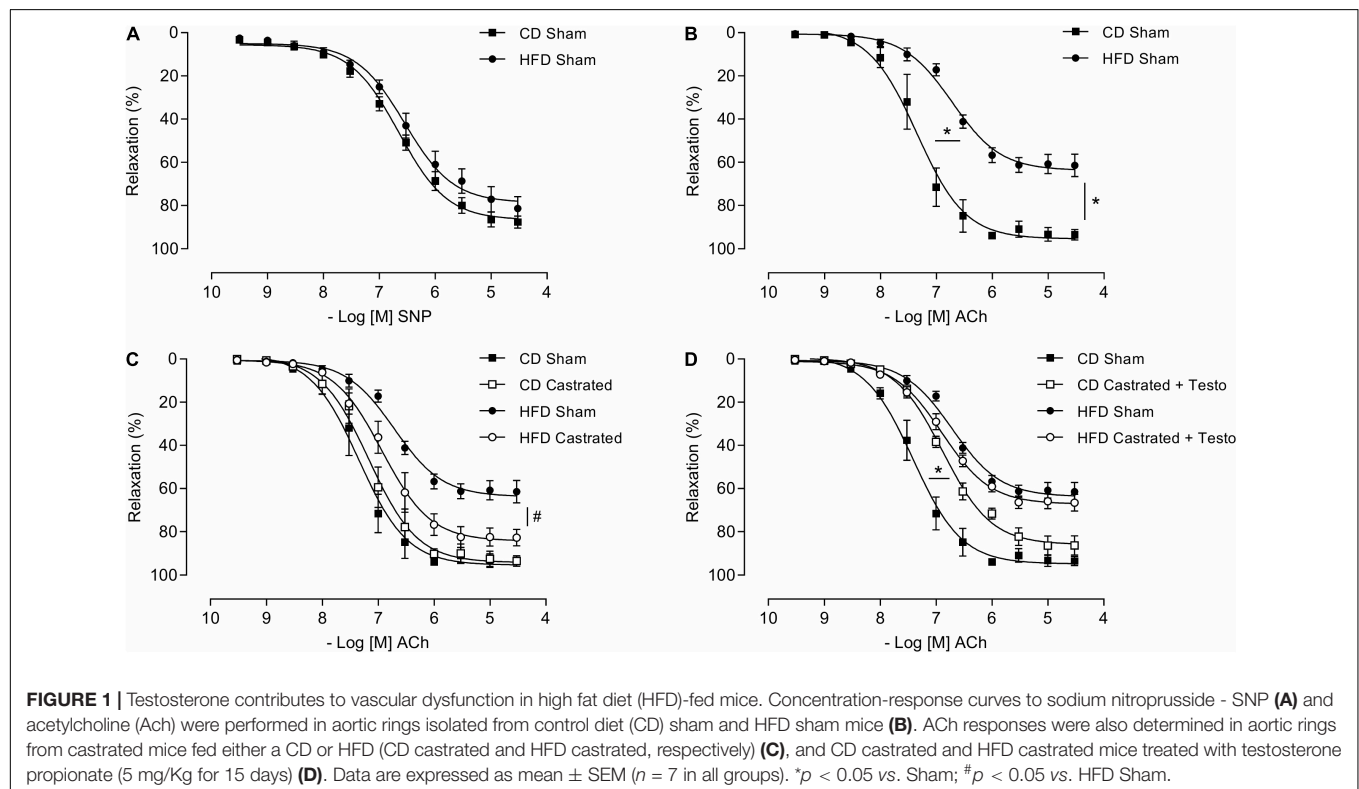 A
CD Sham
HFD Sham
0
20
40
60
80
100
Relaxation (%)
10 9 8 7 6 5 4
- Log [M] SNP
B
CD Sham
HFD Sham
0
20
40
60
80
100
Relaxation (%)
*
*
10 9 8 7 6 5 4
- Log [M] ACh
C
CD Sham
CD Castrated
HFD Sham
HFD Castrated
0
20
40
60
80
100
Relaxation (%)
#
10 9 8 7 6 5 4
- Log [M] ACh
D
CD Sham
CD Castrated + Testo
HFD Sham
HFD Castrated + Testo
0
20
40
60
80
100
Relaxation (%)
*
10 9 8 7 6 5 4
- Log [M] ACh
FIGURE 1 | Testosterone contributes to vascular dysfunction in high fat diet (HFD)-fed mice. Concentration-response curves to sodium nitroprusside - SNP (A) and
acetylcholine (Ach) were performed in aortic rings isolated from control diet (CD) sham and HFD sham mice (B). ACh responses were also determined in aortic rings
from castrated mice fed either a CD or HFD (CD castrated and HFD castrated, respectively) (C), and CD castrated and HFD castrated mice treated with testosterone
propionate (5 mg/Kg for 15 days) (D). Data are expressed as mean ± SEM (n = 7 in all groups). *p < 0.05 vs. Sham; #p < 0.05 vs. HFD Sham.